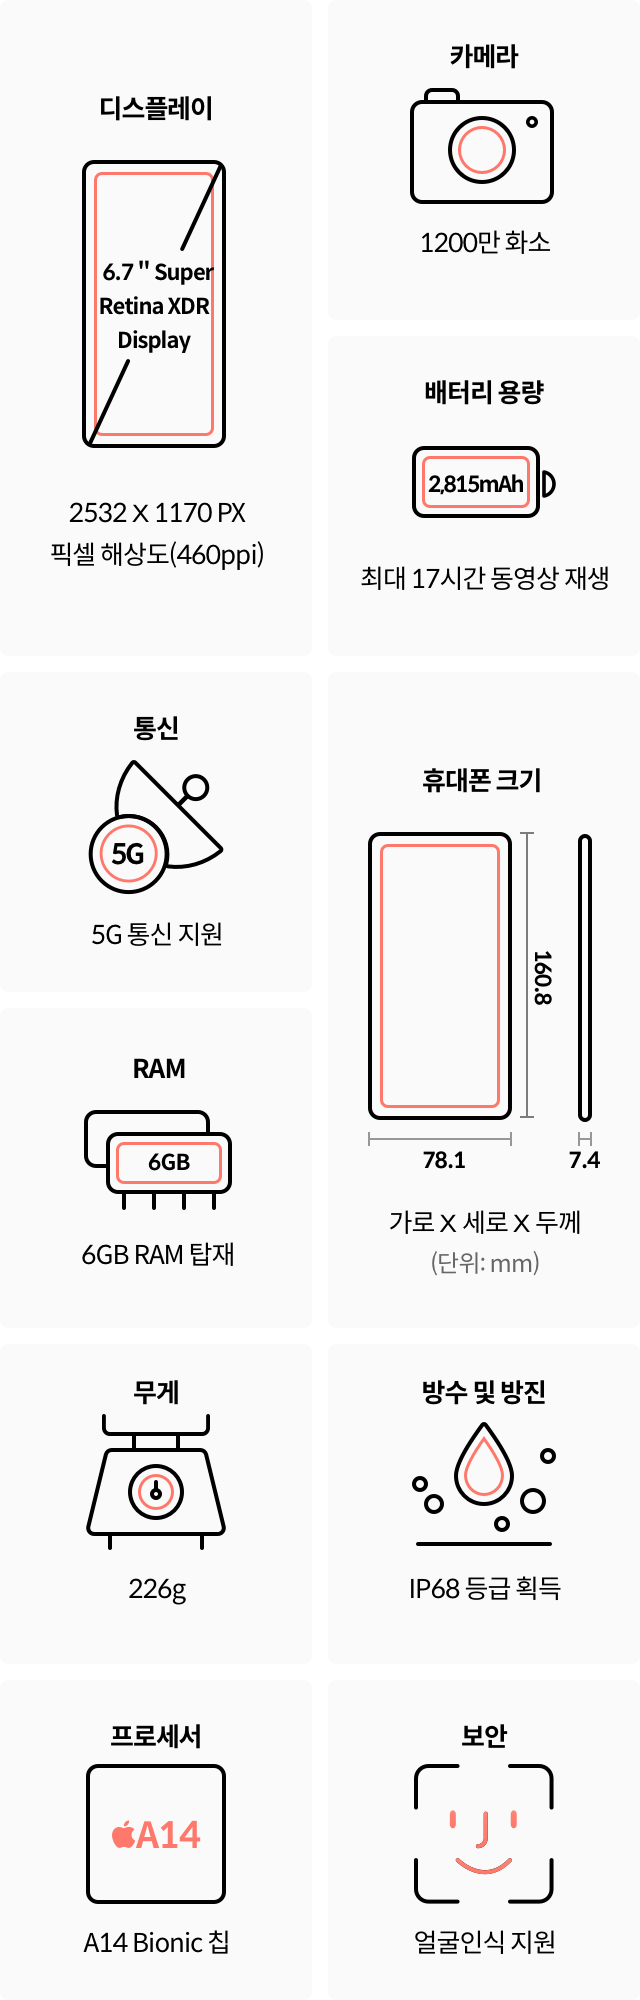 디스플레이
6.7 " Super
Retina XDR
Display
2532 X 1170 PX
픽셀 해상도(460ppi)
카메라
1200만 화소
배터리 용량
2,815mAh
최대 17시간 동영상 재생
통신
5G
5G 통신 지원
휴대폰 크기
160.8
78.1
7.4
가로 X 세로 X 두께
(단위: mm)
RAM
6GB
6GB RAM 탑재
무게
226g
방수 및 방진
IP68 등급 획득
프로세서
A14
A14 Bionic 칩
보안
얼굴인식 지원